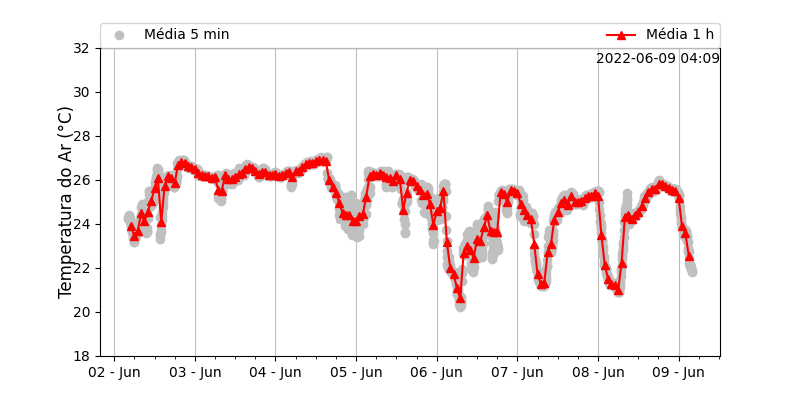 Média 5 min
Média 1 h
2022-06-09 04:09
Temperatura do Ar (°C)
32
30
28
26
24
22
20
18
02 - Jun
03 - Jun
04 - Jun
05 - Jun
06 - Jun
07 - Jun
08 - Jun
09 - Jun